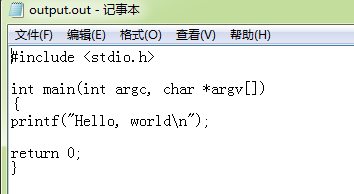 output.out - 记事本
文件(F) 编辑(E) 格式(O) 查看(V) 帮助(H)
#include <stdio.h>
int main(int argc, char *argv[])
{
printf("Hello, world\n");
return 0;
}